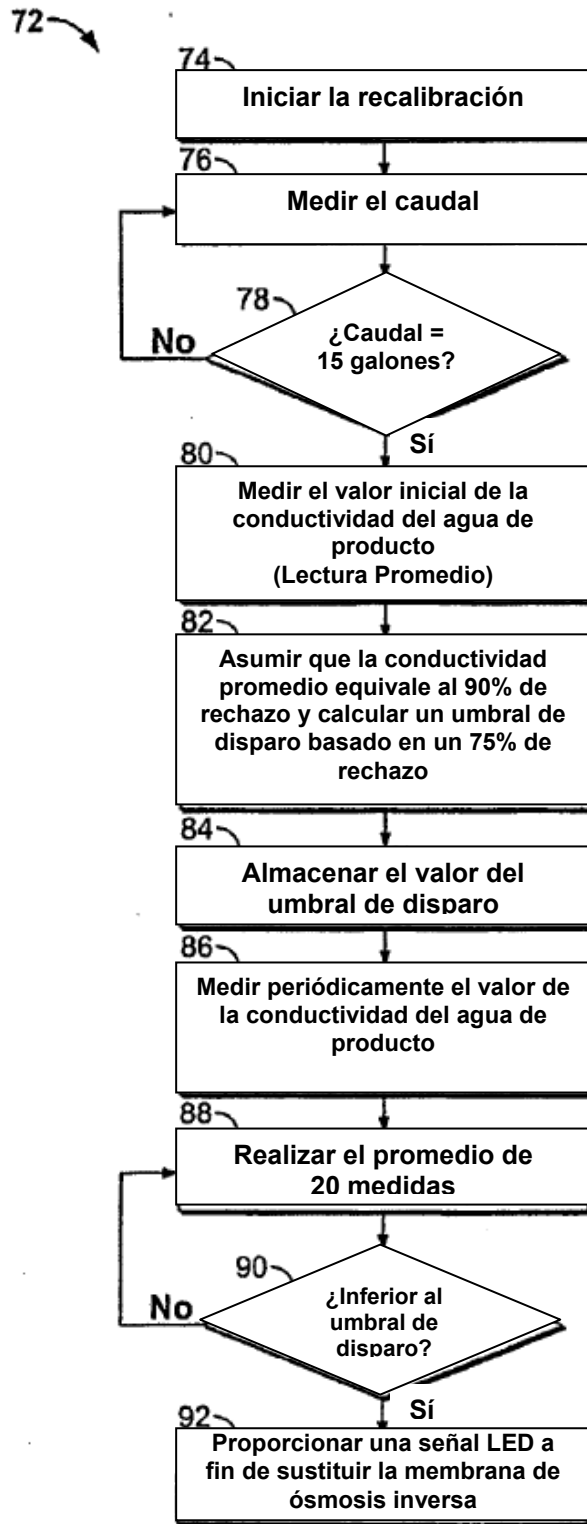 72
74
Iniciar la recalibración
76
Medir el caudal
78
¿Caudal =
15 galones?
No
Sí
80
Medir el valor inicial de la
conductividad del agua de
producto
(Lectura Promedio)
82
Asumir que la conductividad
promedio equivale al 90% de
rechazo y calcular un umbral de
disparo basado en un 75% de
rechazo
84
Almacenar el valor del
umbral de disparo
86
Medir periódicamente el valor de
la conductividad del agua de
producto
88
Realizar el promedio de
20 medidas
90
¿Inferior al
umbral de
disparo?
No
Sí
92
Proporcionar una señal LED a
fin de sustituir la membrana de
ósmosis inversa